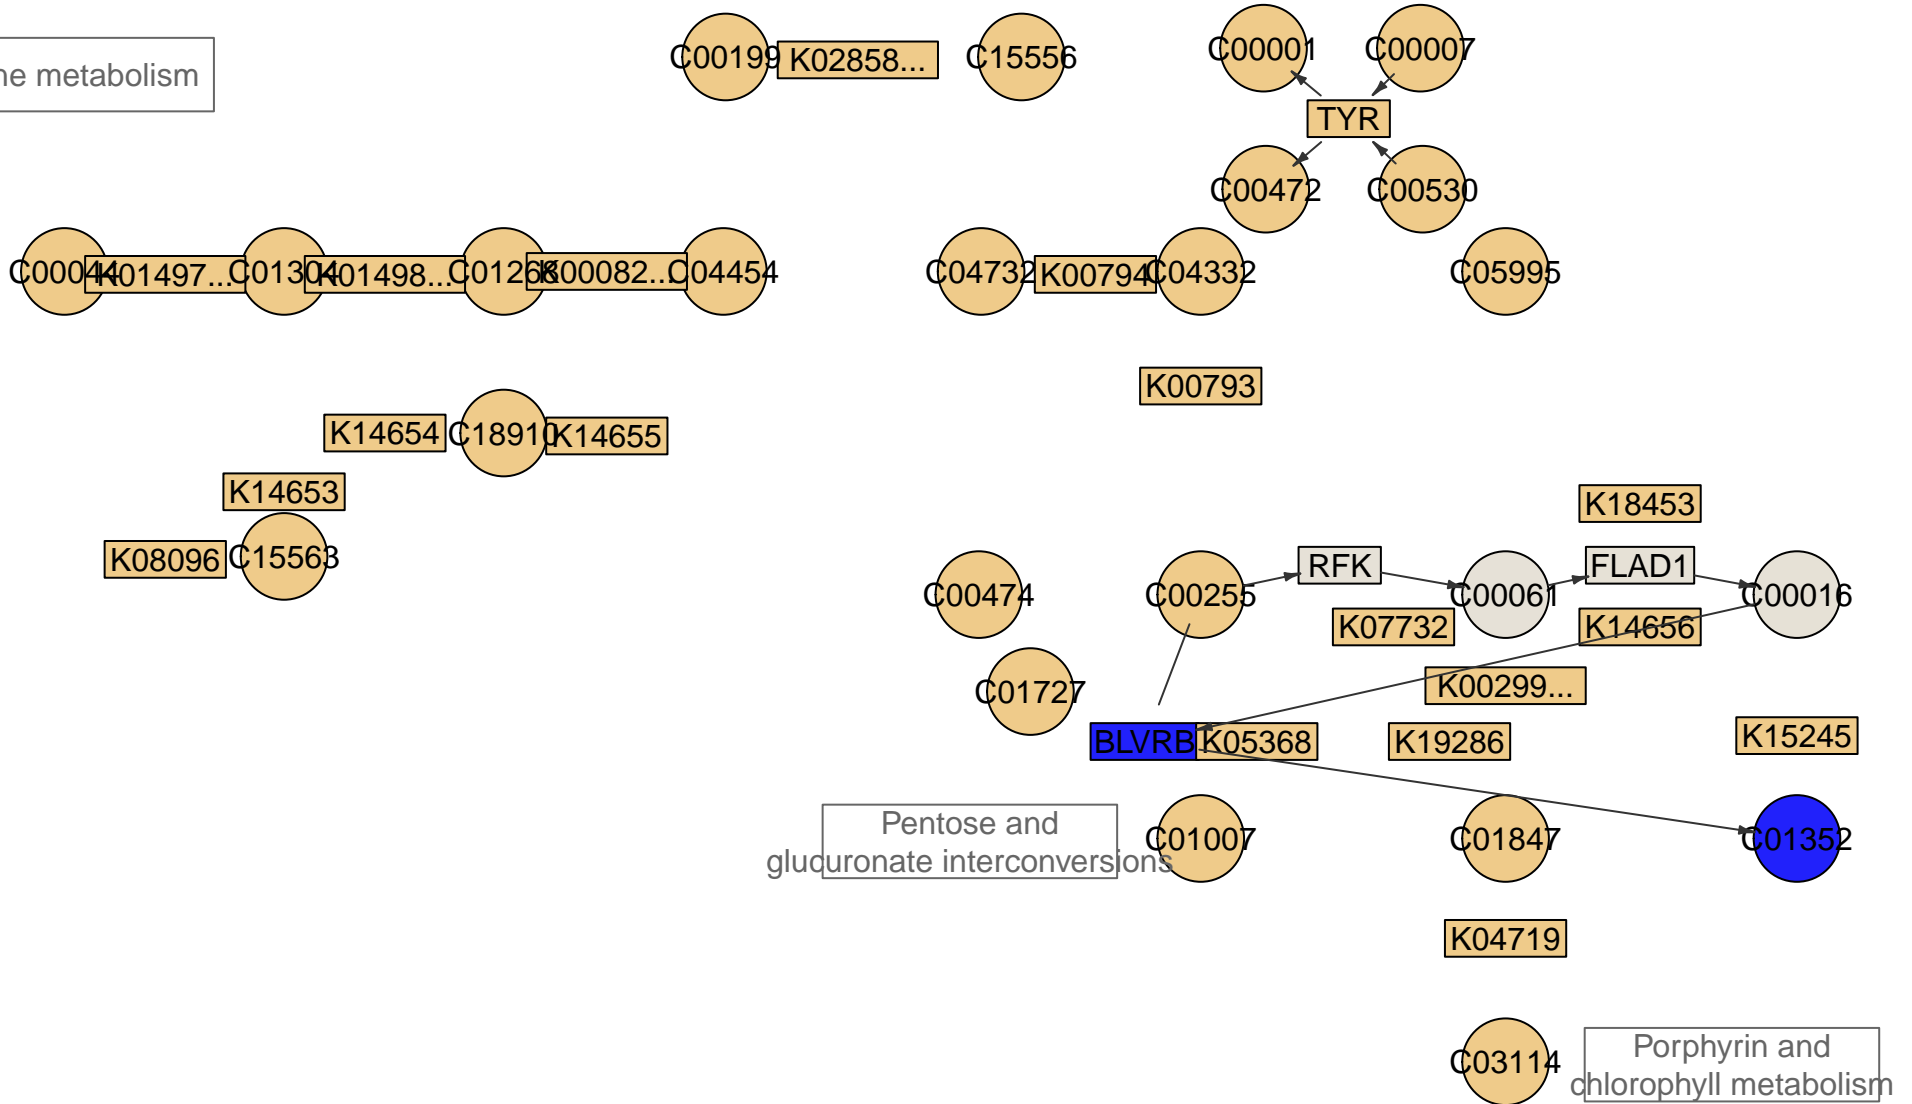 ne metabolism
C00199
K02858...
C15556
C00001
C00007
TYR
C00472
C00530
C00044
K01497...
C01304
K01498...
C01268
K00082...
C04454
C04732
K00794
C04332
C05995
K00793
K14654
C18910
K14655
K14653
K08096
C15563
K18453
C00474
C00255
RFK
C00061
FLAD1
C00016
K07732
K14656
C01727
K00299...
BLVRB
K05368
K19286
K15245
Pentose and
glucuronate interconversions
C01007
C01847
C01352
K04719
C03114
Porphyrin and
chlorophyll metabolism